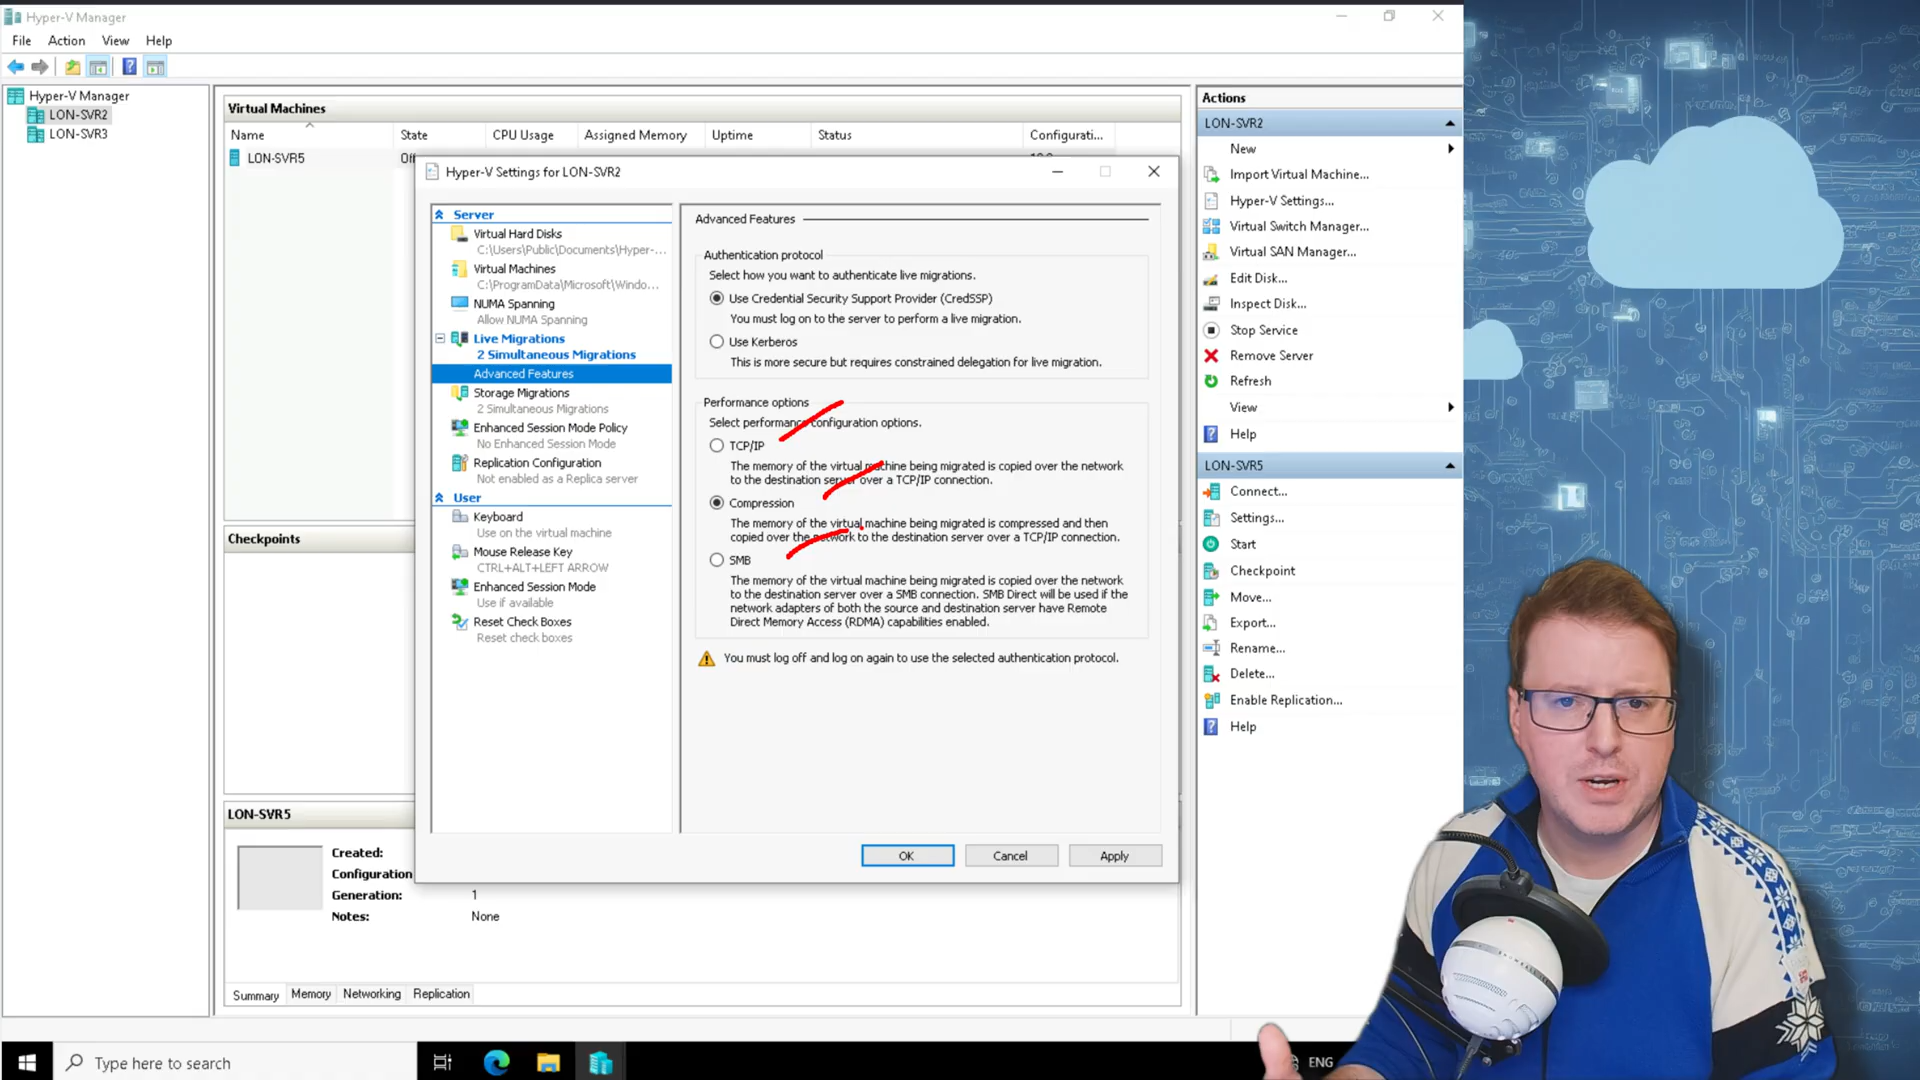 Hyper-V Manager
File Action View Help
Hyper-V Manager
LON-SVR2
LON-SVR3
Virtual Machines
Name State CPU Usage Assigned Memory Uptime Status Configurati...
LON-SVR5
Hyper-V Settings for LON-SVR2
Server
Virtual Hard Disks
C:\Users\Public\Documents\Hyper-...
Virtual Machines
C:\ProgramData\Microsoft\Windo...
NUMA Spanning
Allow NUMA Spanning
Live Migrations
2 Simultaneous Migrations
Advanced Features
Storage Migrations
2 Simultaneous Migrations
Enhanced Session Mode Policy
No Enhanced Session Mode
Replication Configuration
Not enabled as a Replica server
User
Keyboard
Use on the virtual machine
Mouse Release Key
CTRL+ALT+LEFT ARROW
Enhanced Session Mode
Use if available
Reset Check Boxes
Reset check boxes
Advanced Features
Authentication protocol
Select how you want to authenticate live migrations.
Use Credential Security Support Provider (CredSSP)
You must log on to the server to perform a live migration.
Use Kerberos
This is more secure but requires constrained delegation for live migration.
Performance options
Select performance configuration options.
TCP/IP
The memory of the virtual machine being migrated is copied over the network
to the destination server over a TCP/IP connection.
Compression
The memory of the virtual machine being migrated is compressed and then
copied over the network to the destination server over a TCP/IP connection.
SMB
The memory of the virtual machine being migrated is copied over the network
to the destination server over a SMB connection. SMB Direct will be used if the
network adapters of both the source and destination server have Remote
Direct Memory Access (RDMA) capabilities enabled.
You must log off and log on again to use the selected authentication protocol.
OK Cancel Apply
Checkpoints
LON-SVR5
Created:
Configuration
Generation: 1
Notes: None
Summary Memory Networking Replication
Actions
LON-SVR2
New
Import Virtual Machine...
Hyper-V Settings...
Virtual Switch Manager...
Virtual SAN Manager...
Edit Disk...
Inspect Disk...
Stop Service
Remove Server
Refresh
View
Help
LON-SVR5
Connect...
Settings...
Start
Checkpoint
Move...
Export...
Rename...
Delete...
Enable Replication...
Help
Type here to search
ENG